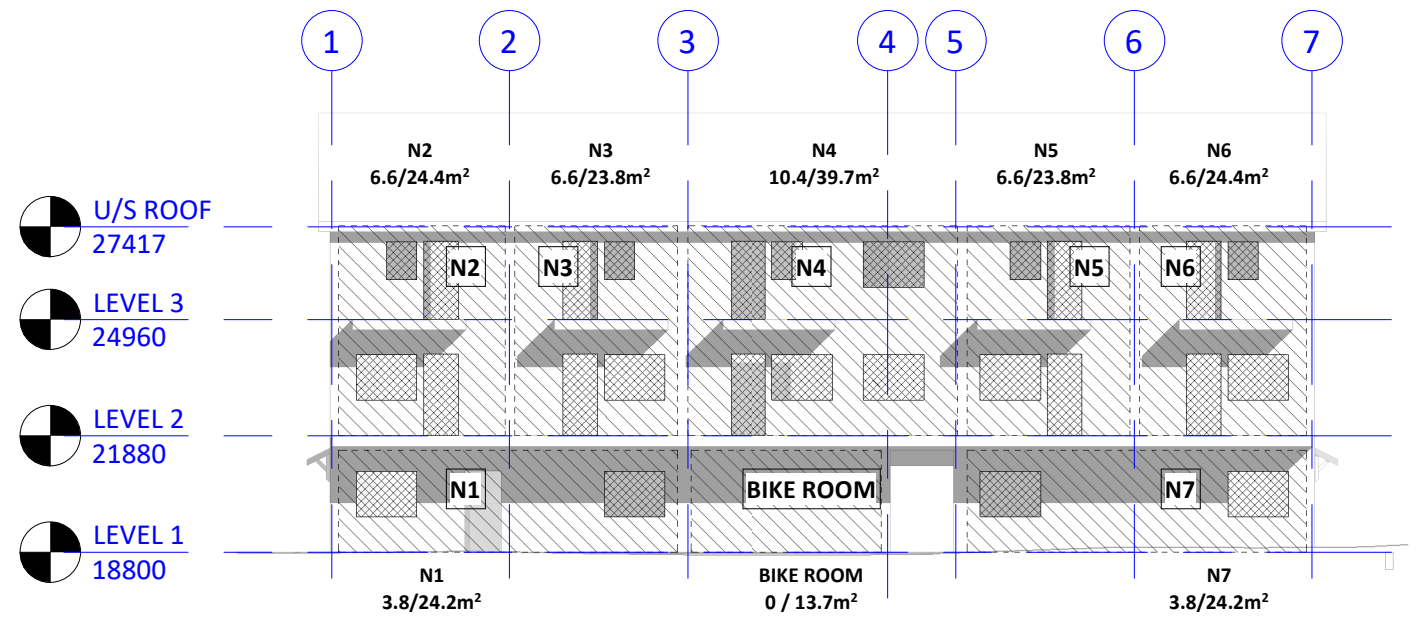 1 2 3 4 5 6 7
N2 N3 N4 N5 N6
6.6/24.4m² 6.6/23.8m² 10.4/39.7m² 6.6/23.8m² 6.6/24.4m²
U/S ROOF
27417
N2 N3 N4 N5 N6
LEVEL 3
24960
LEVEL 2
21880
N1 BIKE ROOM N7
LEVEL 1
18800
N1 BIKE ROOM N7
3.8/24.2m² 0 / 13.7m² 3.8/24.2m²